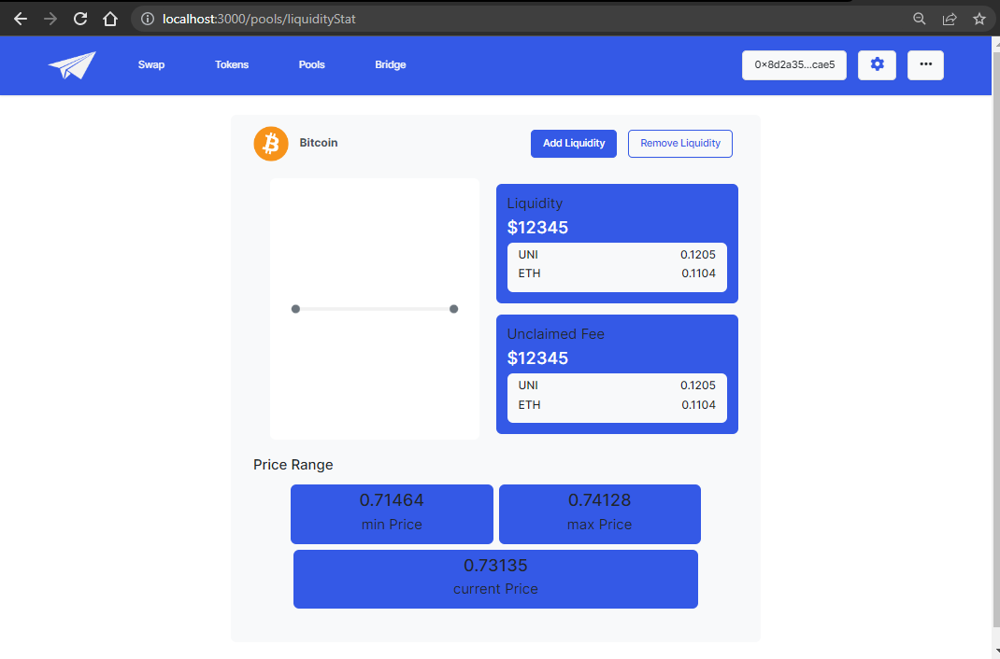 localhost:3000/pools/liquidityStat
Swap Tokens Pools Bridge 0×8d2a35...cae5 •••
Bitcoin Add Liquidity Remove Liquidity
Liquidity
$12345
UNI 0.1205
ETH 0.1104
Unclaimed Fee
$12345
UNI 0.1205
ETH 0.1104
Price Range
0.71464 0.74128
min Price max Price
0.73135
current Price